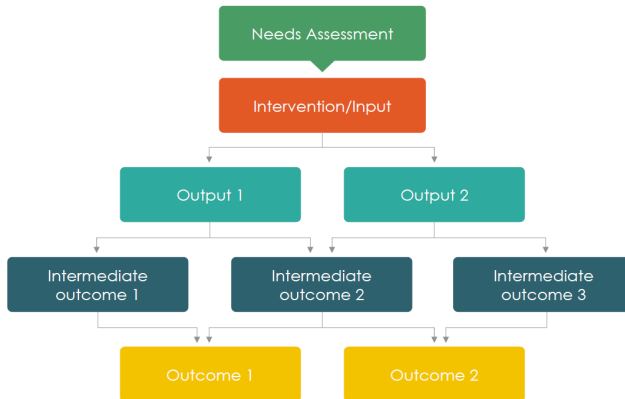 Needs Assessment
Intervention/Input
Output 1
Output 2
Intermediate
outcome 1
Intermediate
outcome 2
Intermediate
outcome 3
Outcome 1
Outcome 2